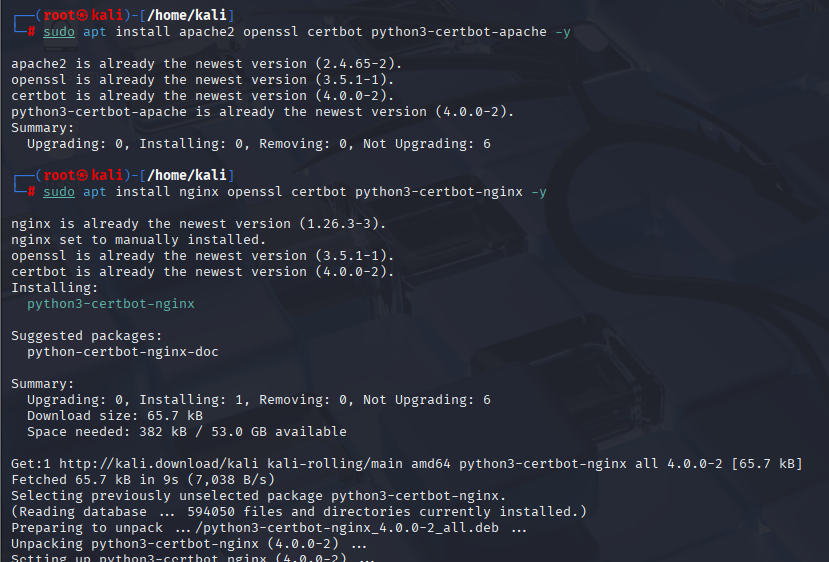 ┌──(root㉿kali)-[/home/kali]
└─# sudo apt install apache2 openssl certbot python3-certbot-apache -y
apache2 is already the newest version (2.4.65-2).
openssl is already the newest version (3.5.1-1).
certbot is already the newest version (4.0.0-2).
python3-certbot-apache is already the newest version (4.0.0-2).
Summary:
  Upgrading: 0, Installing: 0, Removing: 0, Not Upgrading: 6
┌──(root㉿kali)-[/home/kali]
└─# sudo apt install nginx openssl certbot python3-certbot-nginx -y
nginx is already the newest version (1.26.3-3).
nginx set to manually installed.
openssl is already the newest version (3.5.1-1).
certbot is already the newest version (4.0.0-2).
Installing:
  python3-certbot-nginx
Suggested packages:
  python-certbot-nginx-doc
Summary:
  Upgrading: 0, Installing: 1, Removing: 0, Not Upgrading: 6
  Download size: 65.7 kB
  Space needed: 382 kB / 53.0 GB available
Get:1 http://kali.download/kali kali-rolling/main amd64 python3-certbot-nginx all 4.0.0-2 [65.7 kB]
Fetched 65.7 kB in 9s (7,038 B/s)
Selecting previously unselected package python3-certbot-nginx.
(Reading database ... 594050 files and directories currently installed.)
Preparing to unpack .../python3-certbot-nginx_4.0.0-2_all.deb ...
Unpacking python3-certbot-nginx (4.0.0-2) ...
Setting up python3-certbot-nginx (4.0.0-2) ...